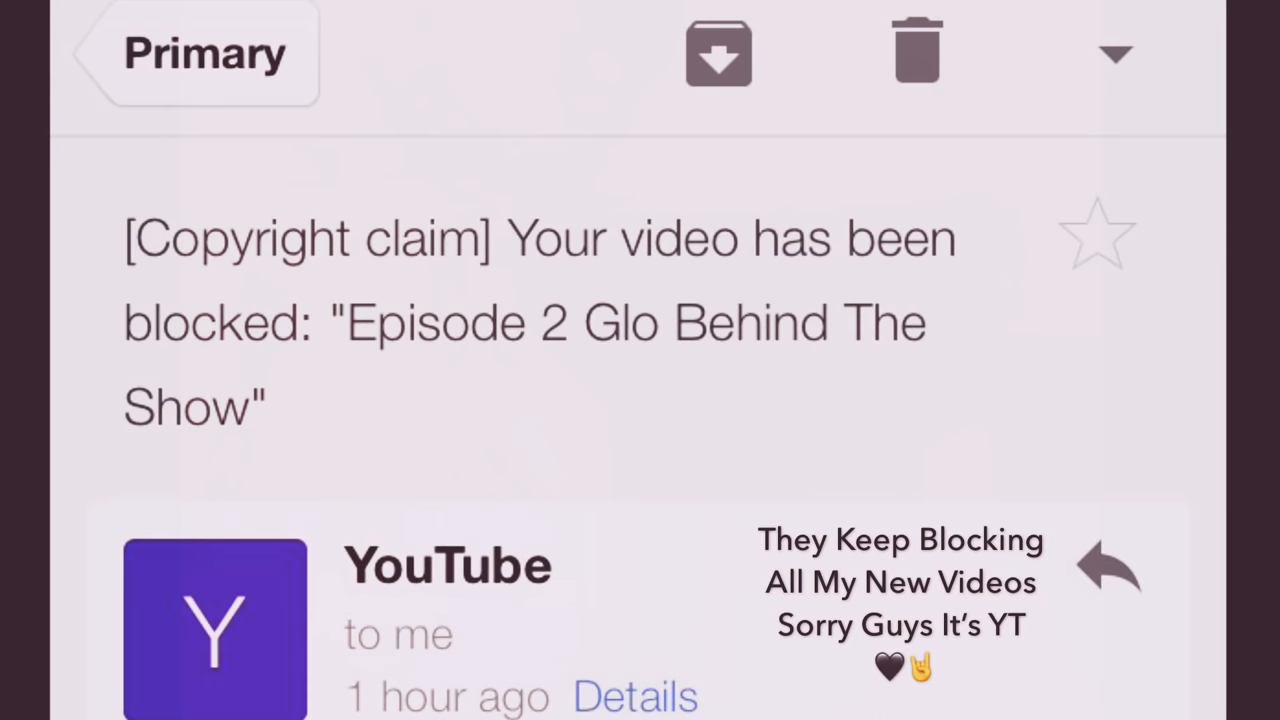 Primary
[Copyright claim] Your video has been
blocked: "Episode 2 Glo Behind The
Show"
Y
YouTube
to me
1 hour ago Details
They Keep Blocking
All My New Videos
Sorry Guys It’s YT
🖤🤘